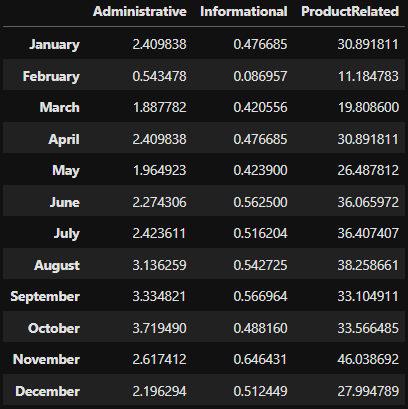 Administrative Informational ProductRelated
January 2.409838 0.476685 30.891811
February 0.543478 0.086957 11.184783
March 1.887782 0.420556 19.808600
April 2.409838 0.476685 30.891811
May 1.964923 0.423900 26.487812
June 2.274306 0.562500 36.065972
July 2.423611 0.516204 36.407407
August 3.136259 0.542725 38.258661
September 3.334821 0.566964 33.104911
October 3.719490 0.488160 33.566485
November 2.617412 0.646431 46.038692
December 2.196294 0.512449 27.994789